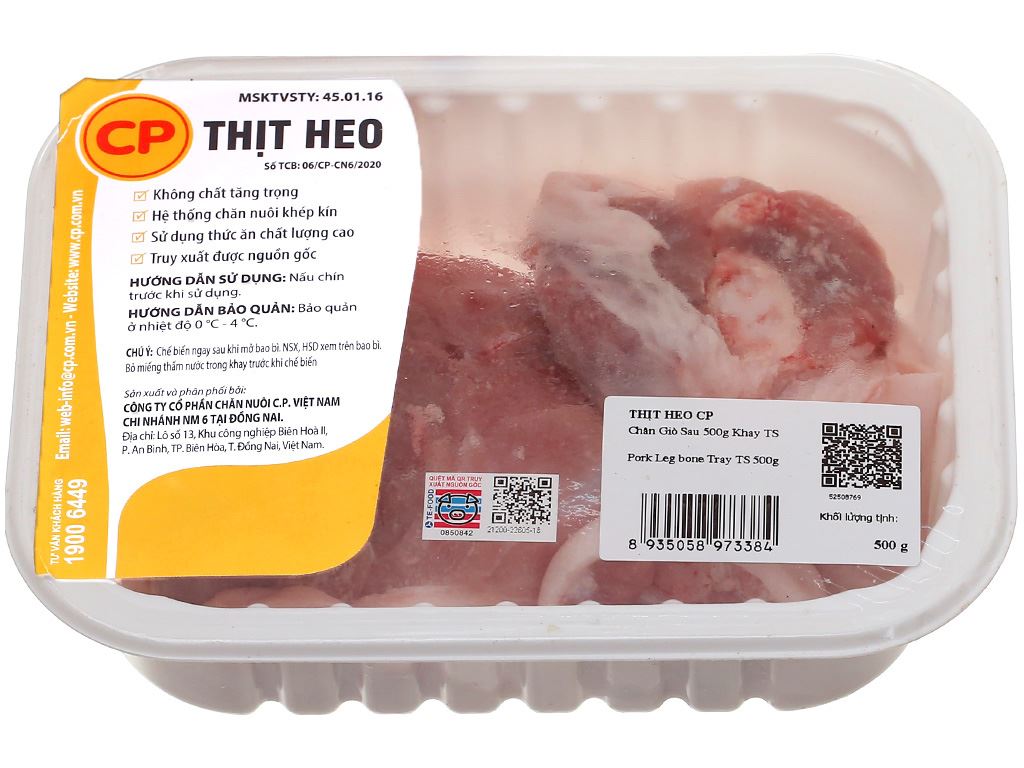 MSKTVSTY: 45.01.16
CP
THỊT HEO
Số TCB: 06/CP-CN6/2020
Không chất tăng trọng
Hệ thống chăn nuôi khép kín
Sử dụng thức ăn chất lượng cao
Truy xuất được nguồn gốc
HƯỚNG DẪN SỬ DỤNG: Nấu chín
trước khi sử dụng.
HƯỚNG DẪN BẢO QUẢN: Bảo quản
ở nhiệt độ 0 °C - 4 °C.
CHÚ Ý: Chế biến ngay sau khi mở bao bì. NSX, HSD xem trên bao bì.
Bỏ miếng thấm nước trong khay trước khi chế biến
Sản xuất và phân phối bởi:
CÔNG TY CỔ PHẦN CHĂN NUÔI C.P. VIỆT NAM
CHI NHÁNH NM 6 TẠI ĐỒNG NAI.
Địa chỉ: Lô số 13, Khu công nghiệp Biên Hoà II,
P. An Bình, TP. Biên Hòa, T. Đồng Nai, Việt Nam.
TƯ VẤN KHÁCH HÀNG
1900 6449
Email: web-info@cp.com.vn - Website: www.cp.com.vn
QUÉT MÃ QR TRUY
XUẤT NGUỒN GỐC
TE-FOOD
0850842
21200-22605-18
THỊT HEO CP
Chân Giò Sau 500g Khay TS
Pork Leg bone Tray TS 500g
52508769
Khối lượng tịnh:
500 g
8 935058 973384